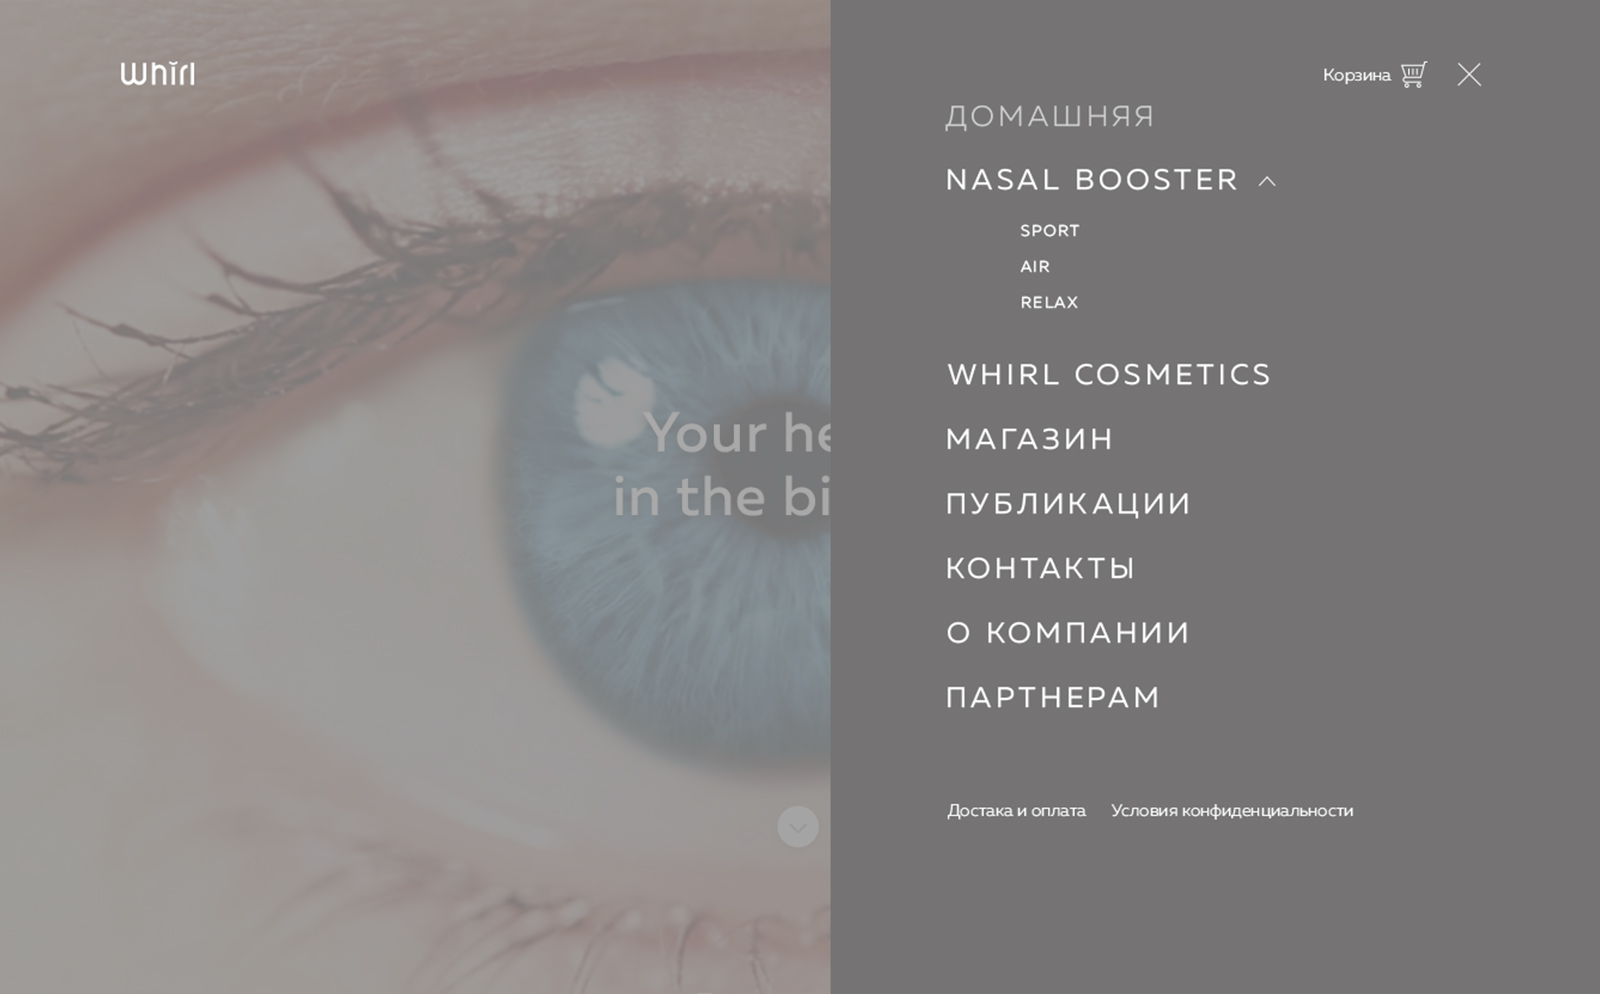 Whirl
Корзина
ДОМАШНЯЯ
NASAL BOOSTER
SPORT
AIR
RELAX
WHIRL COSMETICS
МАГАЗИН
ПУБЛИКАЦИИ
КОНТАКТЫ
О КОМПАНИИ
ПАРТНЕРАМ
Your he
in the bi
Достака и оплата Условия конфиденциальности